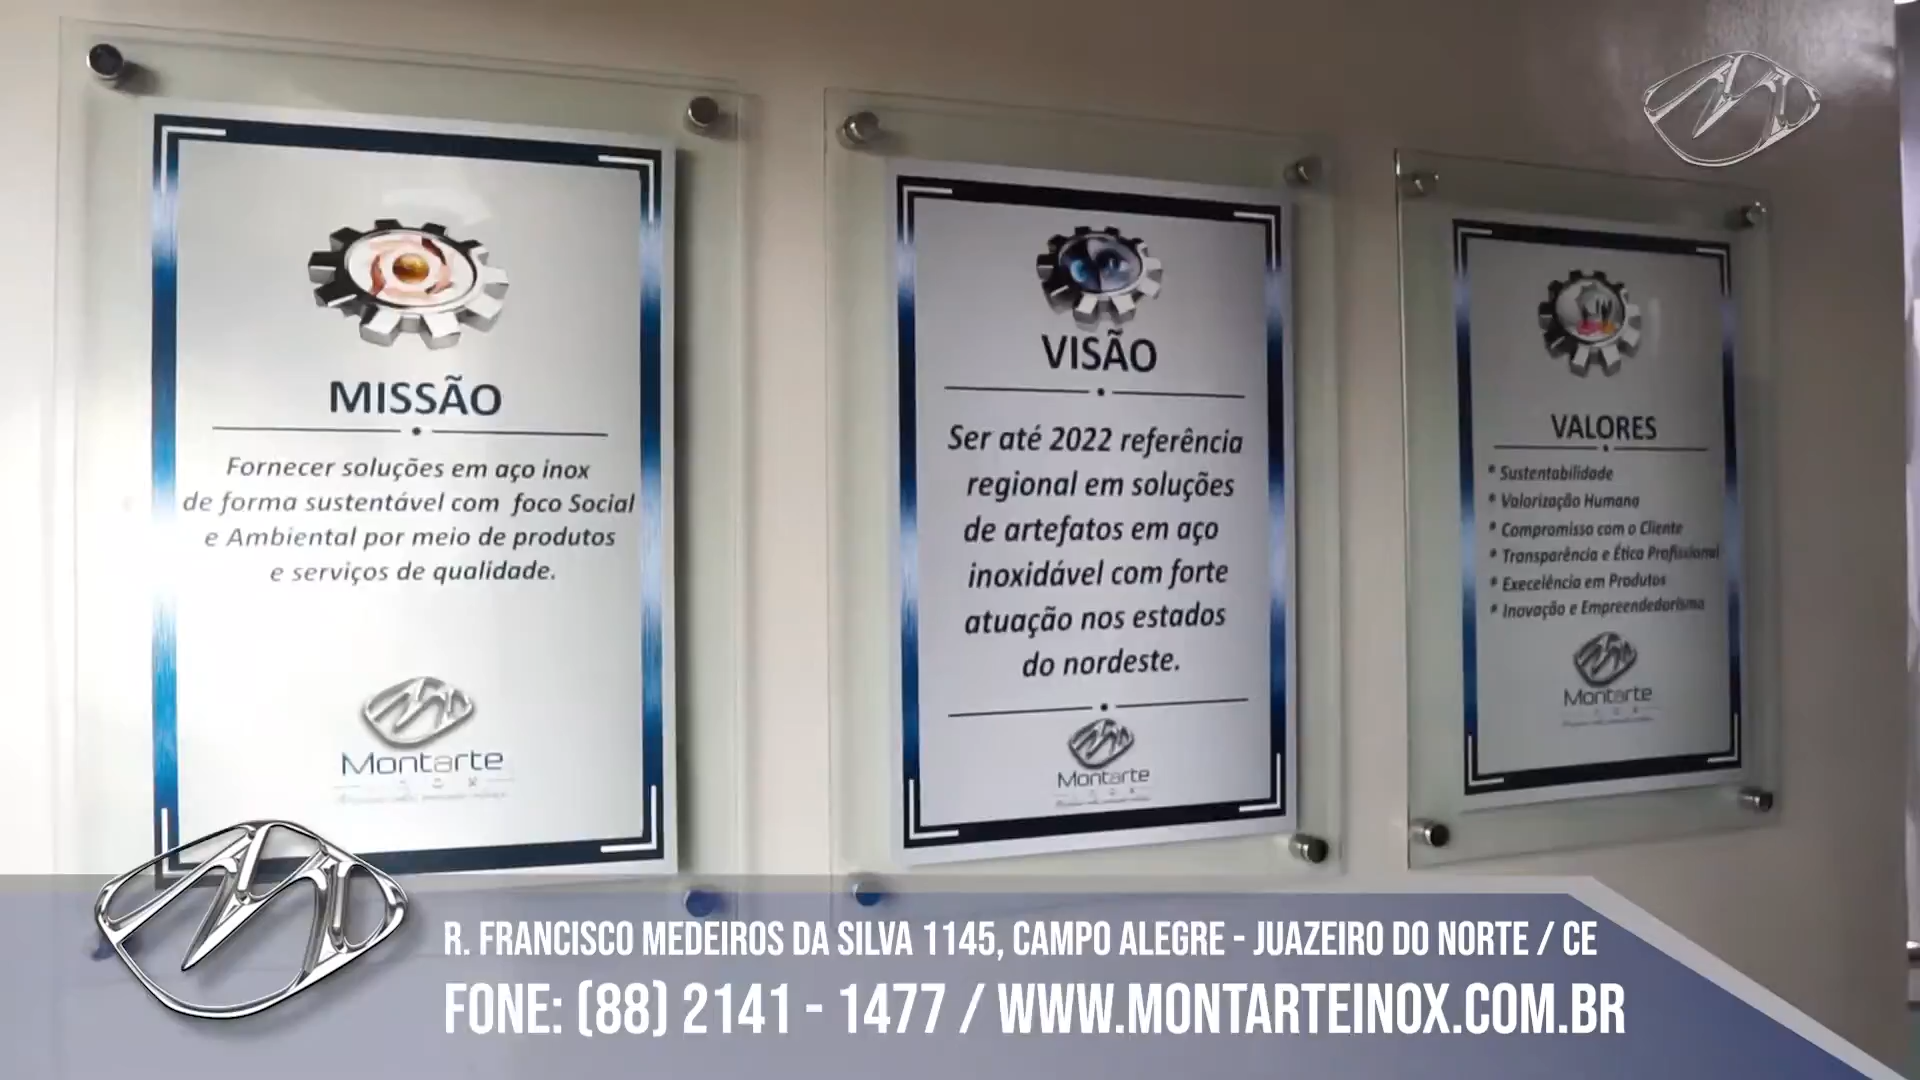 MISSÃO
Fornecer soluções em aço inox
de forma sustentável com foco Social
e Ambiental por meio de produtos
e serviços de qualidade.
Montarte
VISÃO
Ser até 2022 referência
regional em soluções
de artefatos em aço
inoxidável com forte
atuação nos estados
do nordeste.
Montarte
VALORES
* Sustentabilidade
* Valorização Humana
* Compromisso com o Cliente
* Transparência e Ética Profissional
* Execelência em Produtos
* Inovação e Empreendedorismo
Montarte
R. FRANCISCO MEDEIROS DA SILVA 1145, CAMPO ALEGRE - JUAZEIRO DO NORTE / CE
FONE: (88) 2141 - 1477 / WWW.MONTARTEINOX.COM.BR